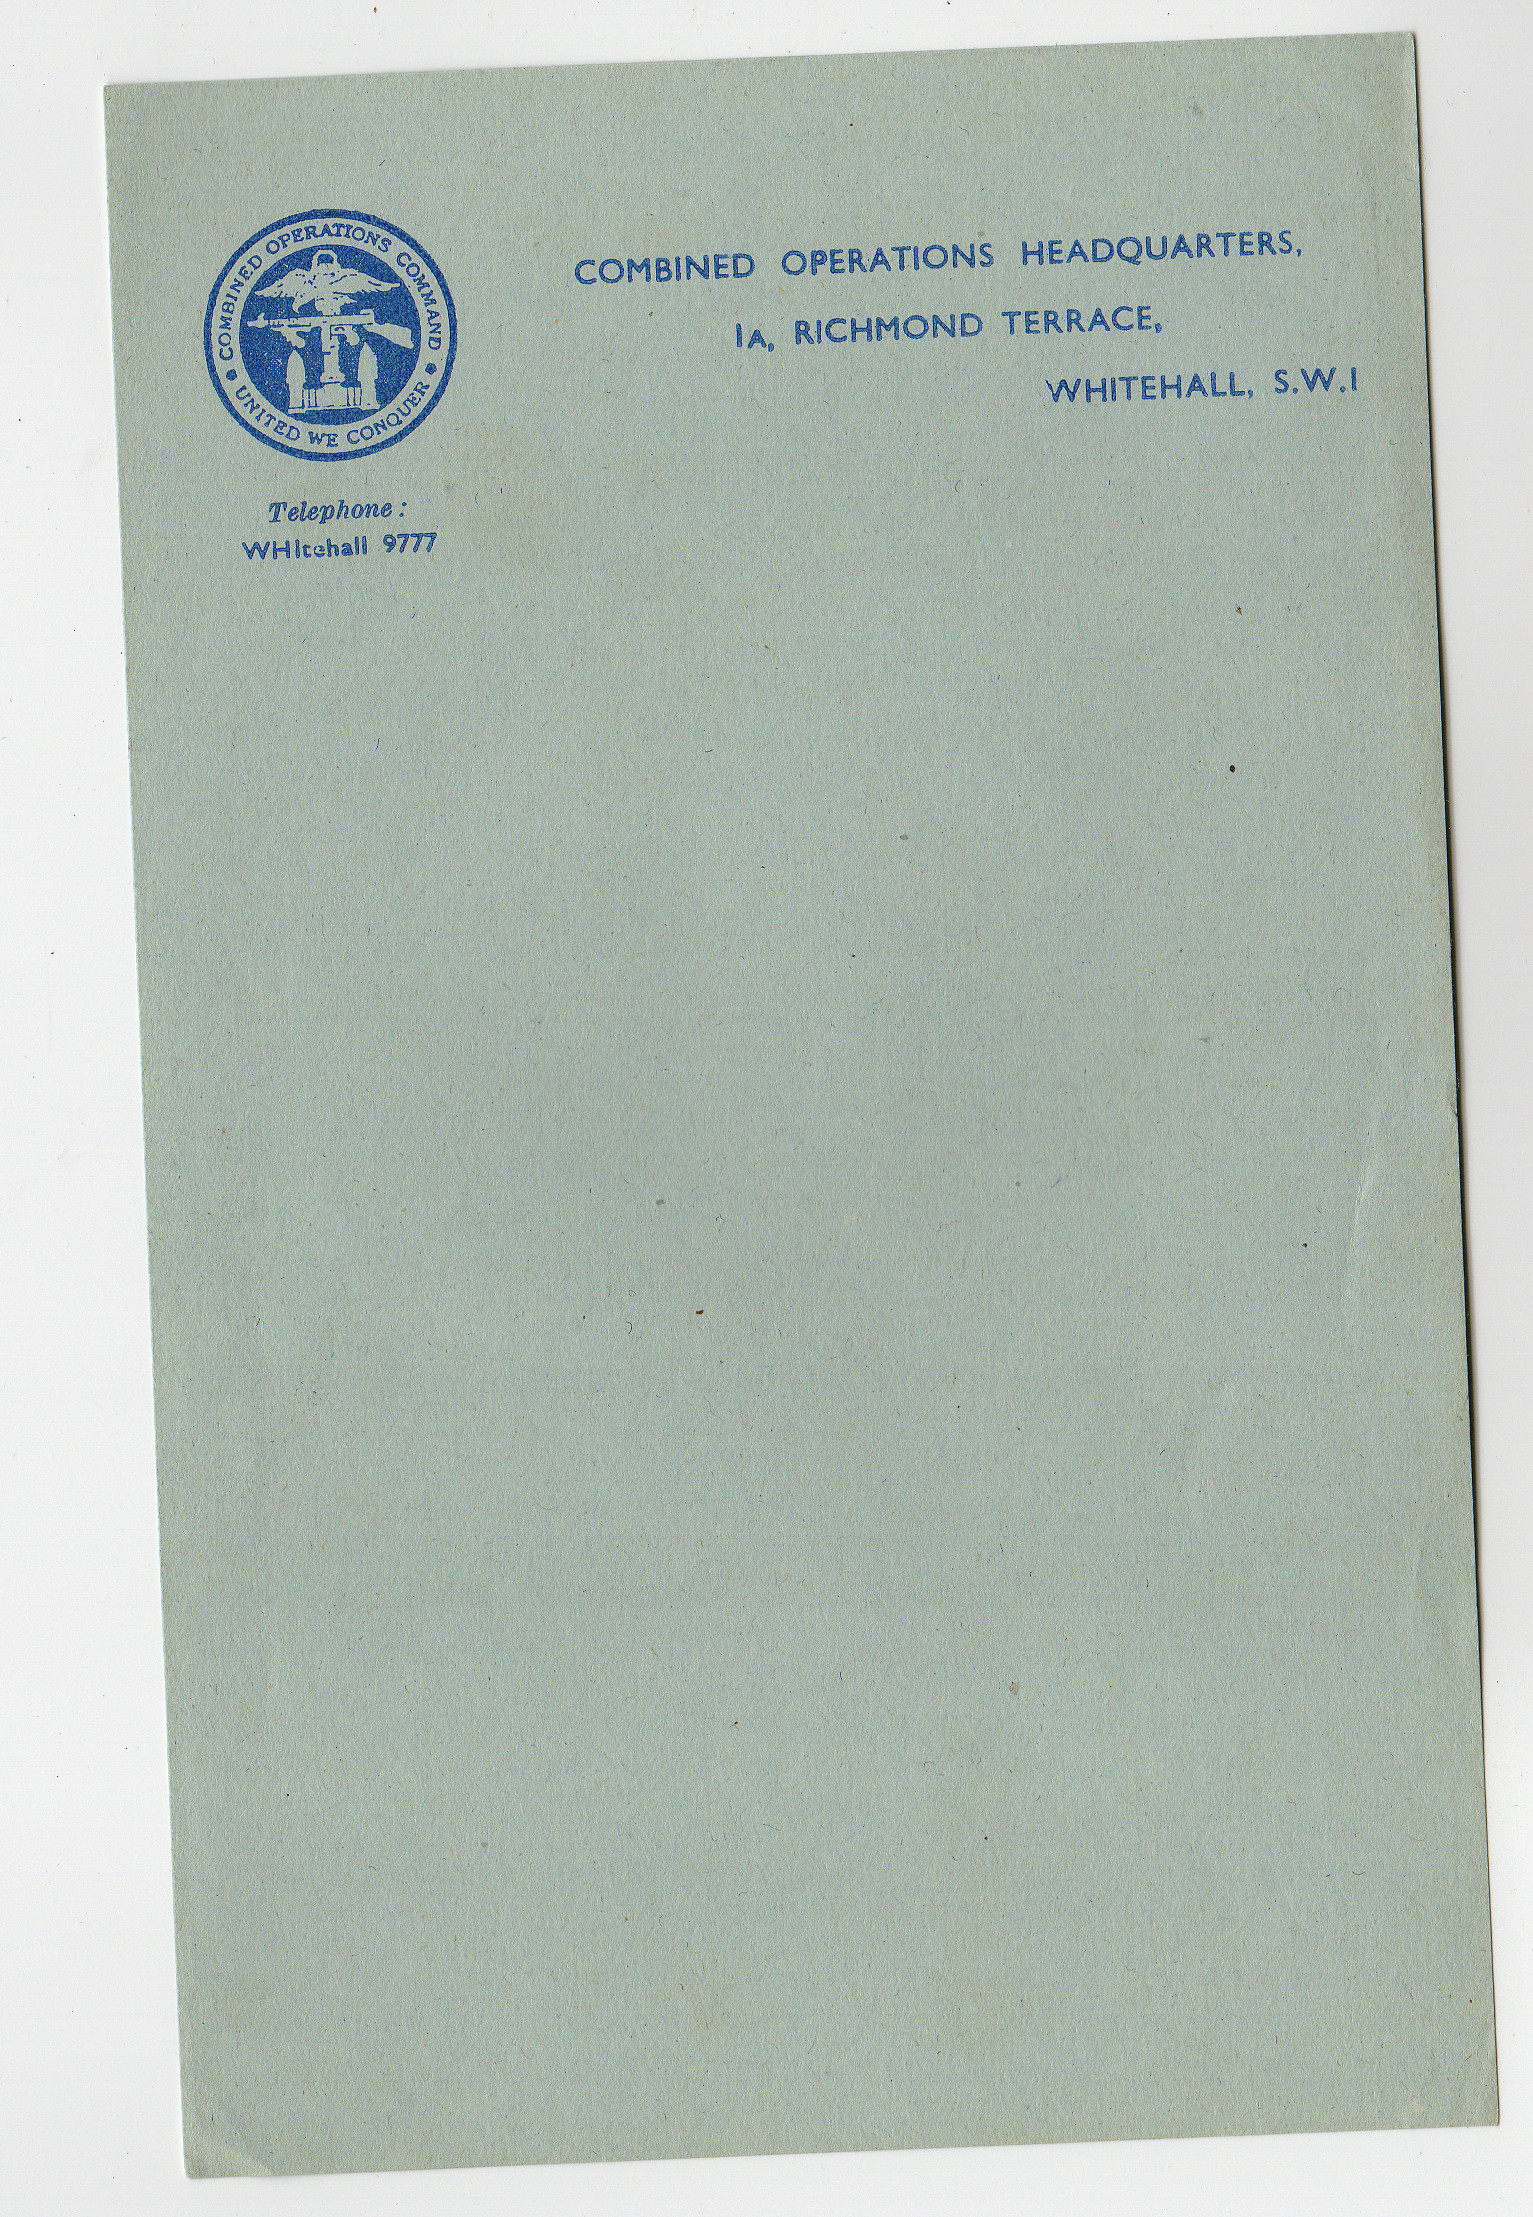 COMBINED OPERATIONS COMMAND
UNITED WE CONQUER
COMBINED OPERATIONS HEADQUARTERS,
1A, RICHMOND TERRACE,
WHITEHALL, S.W.1
Telephone:
WHItehall 9777